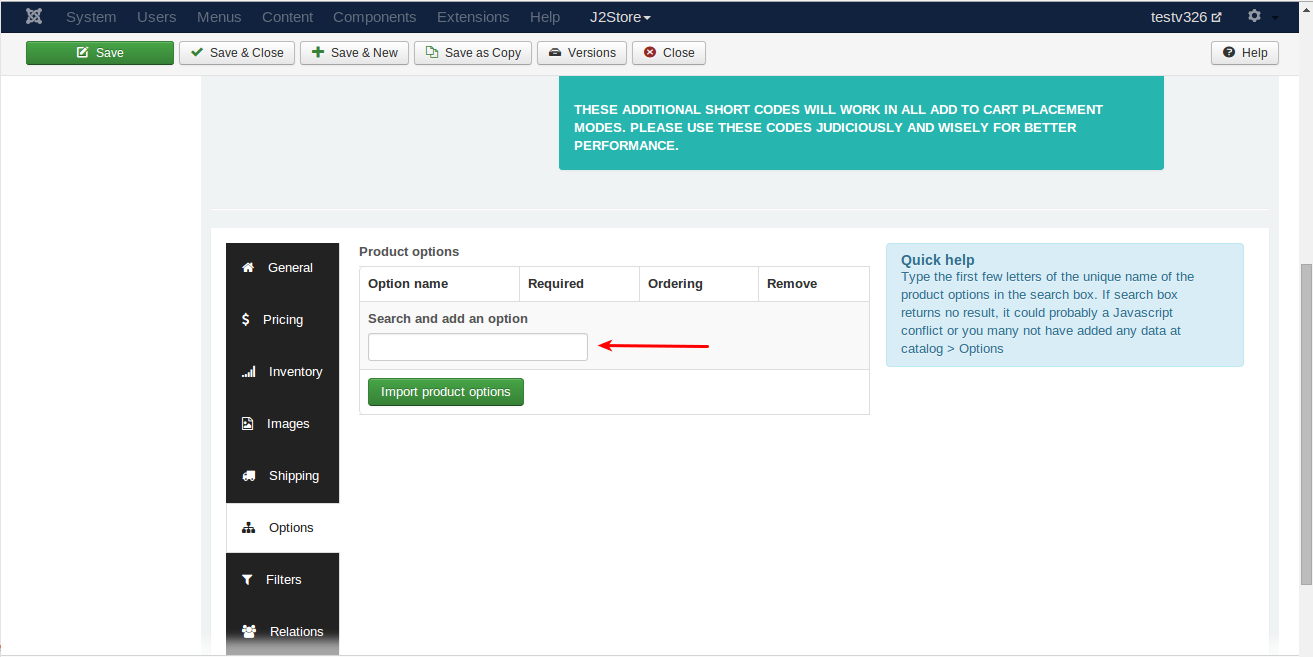 System Users Menus Content Components Extensions Help J2Store testv326
Save Save & Close Save & New Save as Copy Versions Close Help
THESE ADDITIONAL SHORT CODES WILL WORK IN ALL ADD TO CART PLACEMENT
MODES. PLEASE USE THESE CODES JUDICIOUSLY AND WISELY FOR BETTER
PERFORMANCE.
General
Pricing
Inventory
Images
Shipping
Options
Filters
Relations
Product options
Option name Required Ordering Remove
Search and add an option
Import product options
Quick help
Type the first few letters of the unique name of the
product options in the search box. If search box
returns no result, it could probably a Javascript
conflict or you many not have added any data at
catalog > Options